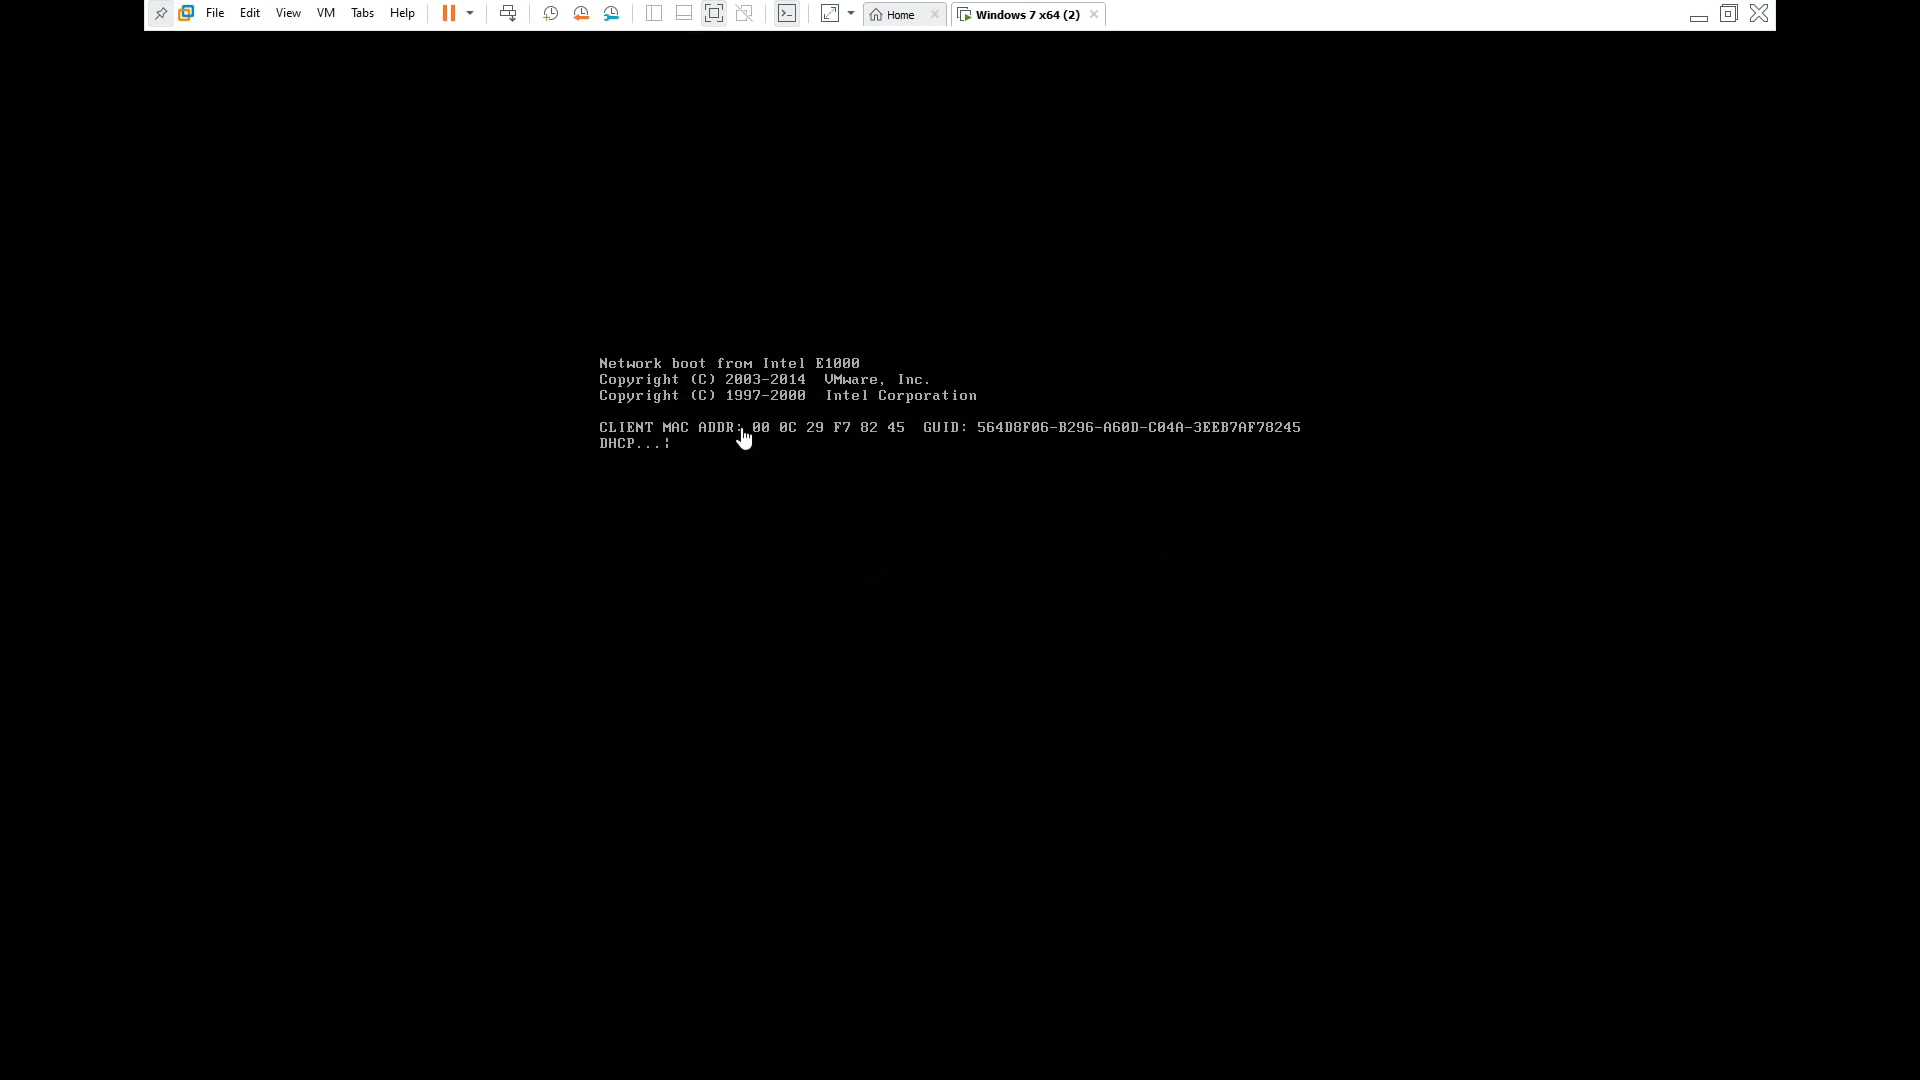 File Edit View VM Tabs Help Home Windows 7 x64 (2)
Network boot from Intel E1000
Copyright (C) 2003-2014 VMware, Inc.
Copyright (C) 1997-2000 Intel Corporation
CLIENT MAC ADDR: 00 0C 29 F7 82 45 GUID: 564D8F06-B296-A60D-C04A-3EEB7AF78245
DHCP...¦
vmware